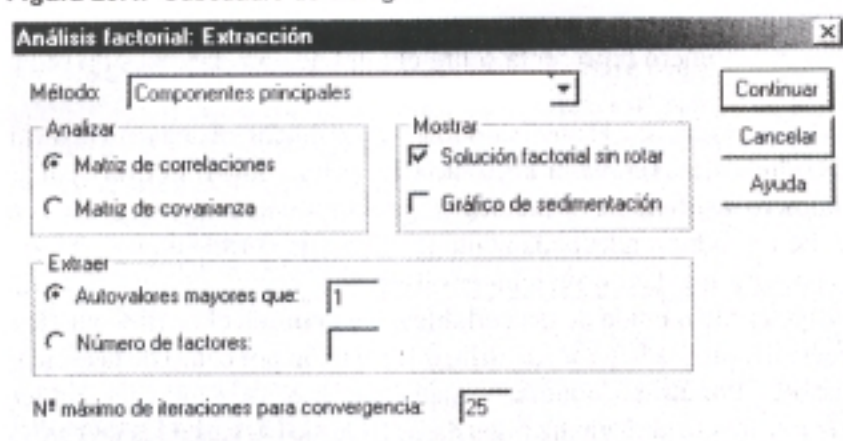 Análisis factorial: Extracción
Método: Componentes principales
Continuar
Cancelar
Ayuda
Analizar
Matriz de correlaciones
Matriz de covarianza
Mostrar
Solución factorial sin rotar
Gráfico de sedimentación
Extraer
Autovalores mayores que: 1
Número de factores:
Nº máximo de iteraciones para convergencia: 25